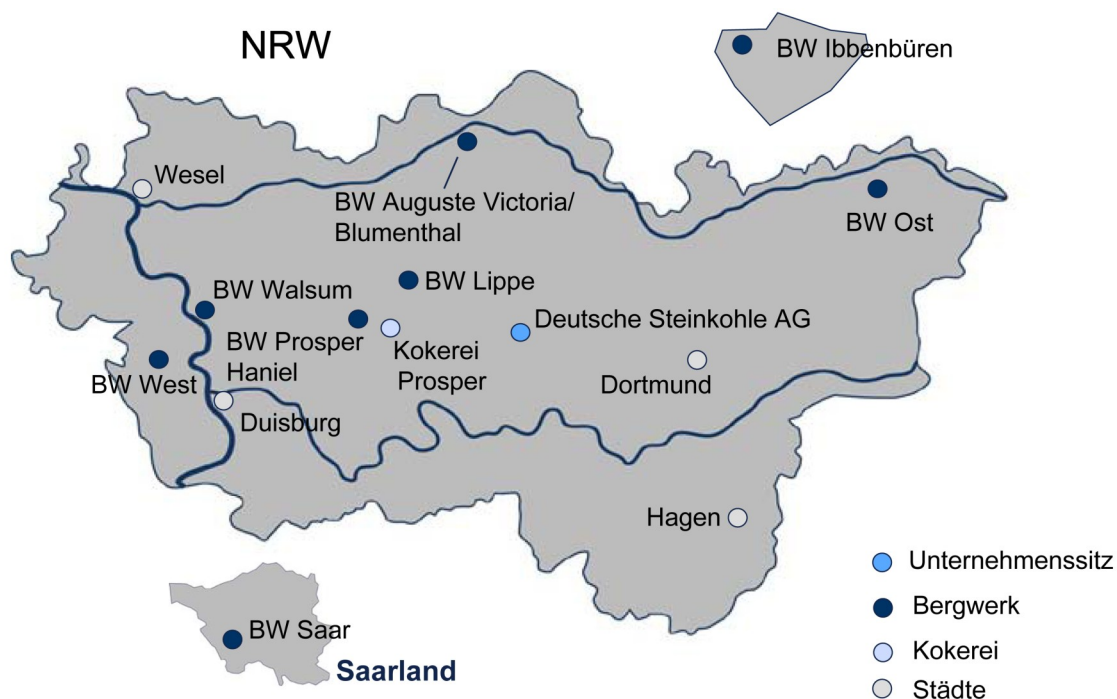 NRW
BW Ibbenbüren
Wesel
BW Auguste Victoria/
Blumenthal
BW Ost
BW Walsum
BW Lippe
BW Prosper
Haniel
Kokerei
Prosper
Deutsche Steinkohle AG
BW West
Dortmund
Duisburg
Hagen
BW Saar
Saarland
Unternehmenssitz
Bergwerk
Kokerei
Städte